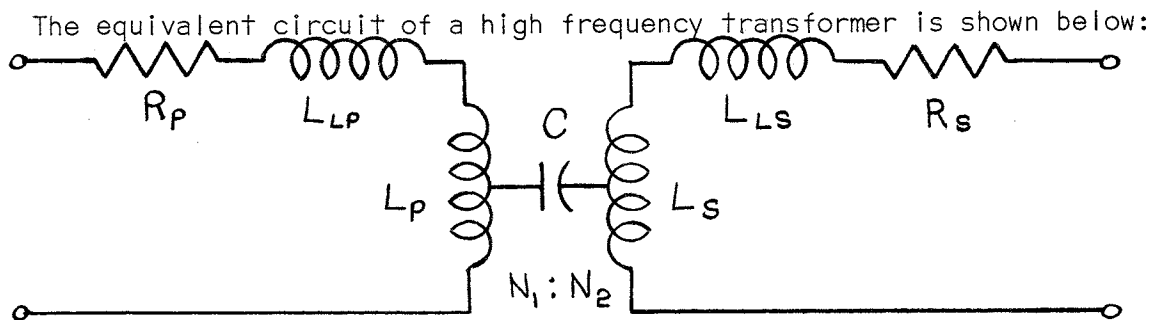 The equivalent circuit of a high frequency transformer is shown below:
RP LLP C LLS RS
LP LS
N1 : N2